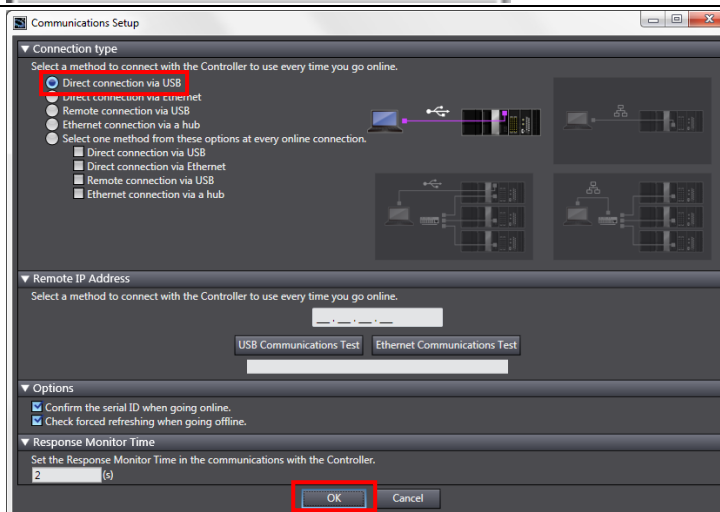 Communications Setup
▼ Connection type
Select a method to connect with the Controller to use every time you go online.
Direct connection via USB
Direct connection via Ethernet
Remote connection via USB
Ethernet connection via a hub
Select one method from these options at every online connection.
Direct connection via USB
Direct connection via Ethernet
Remote connection via USB
Ethernet connection via a hub
▼ Remote IP Address
Select a method to connect with the Controller to use every time you go online.
__.__.__.__
USB Communications Test Ethernet Communications Test
▼ Options
Confirm the serial ID when going online.
Check forced refreshing when going offline.
▼ Response Monitor Time
Set the Response Monitor Time in the communications with the Controller.
2 (s)
OK Cancel